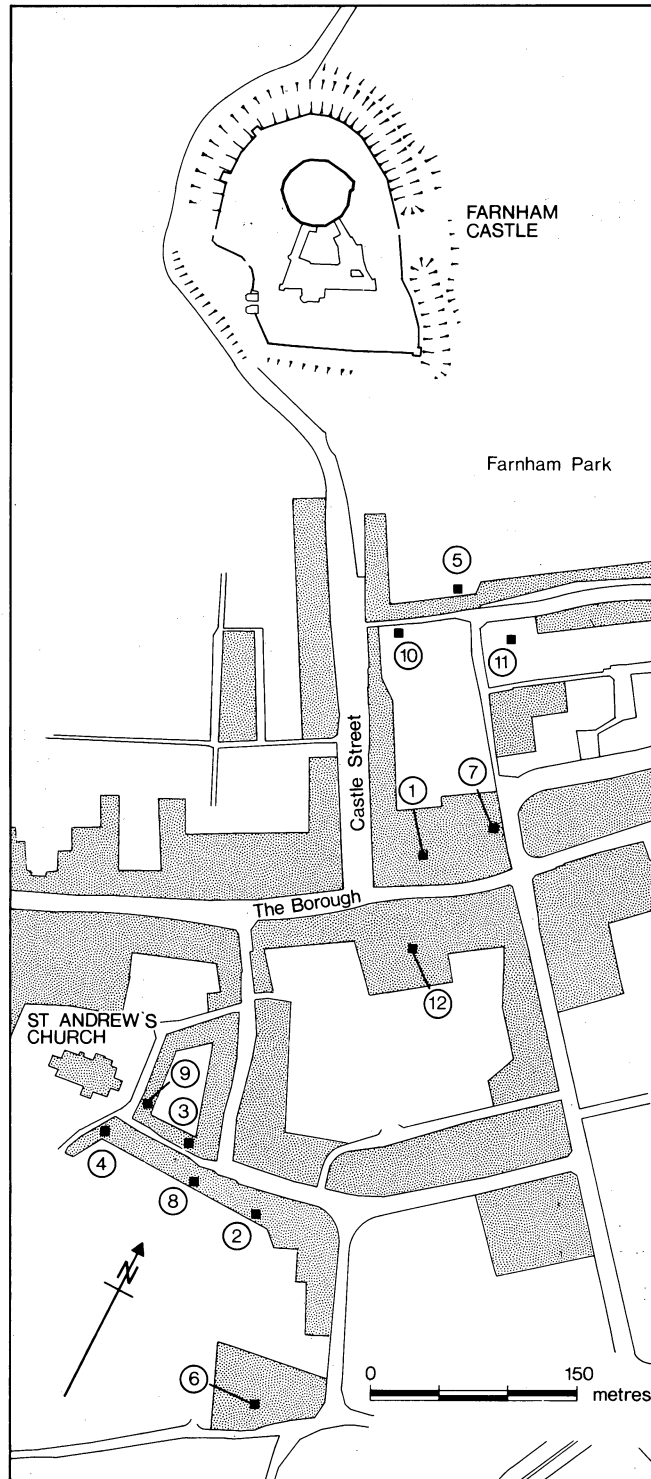 FARNHAM
CASTLE
Farnham Park
5
10
11
Castle Street
1
7
The Borough
12
ST ANDREW'S
CHURCH
9
3
4
8
2
N
6
0
150
metres